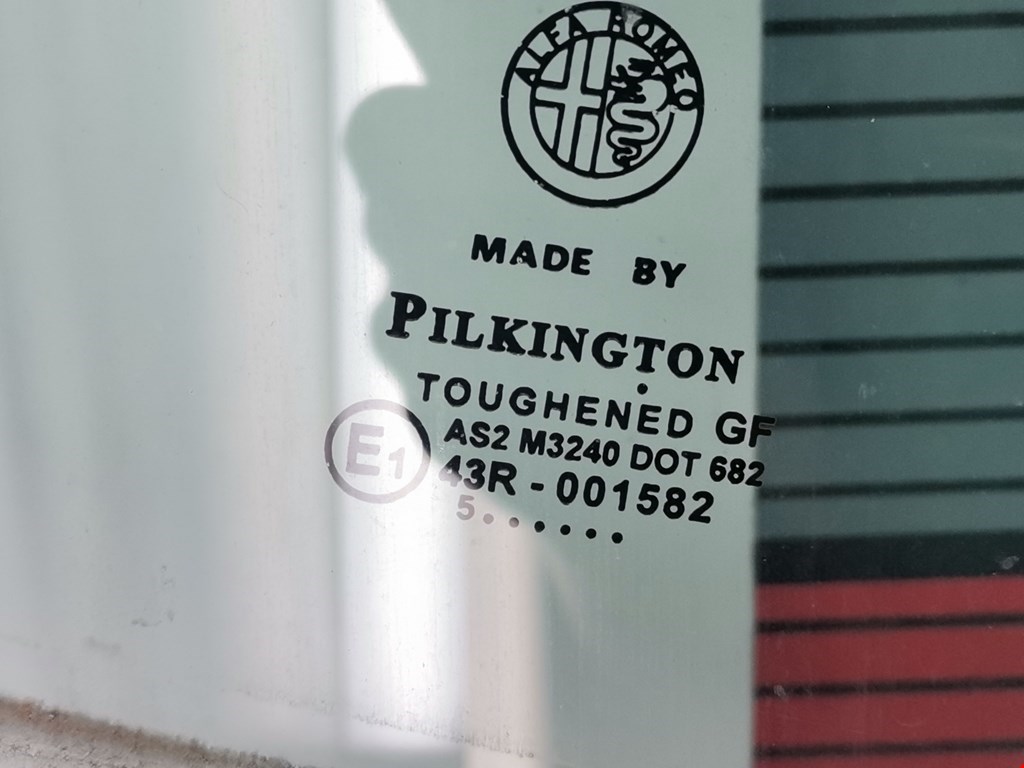 ALFA ROMEO
MADE BY
PILKINGTON
TOUGHENED GF
E1
AS2 M3240 DOT 682
43R - 001582
5......